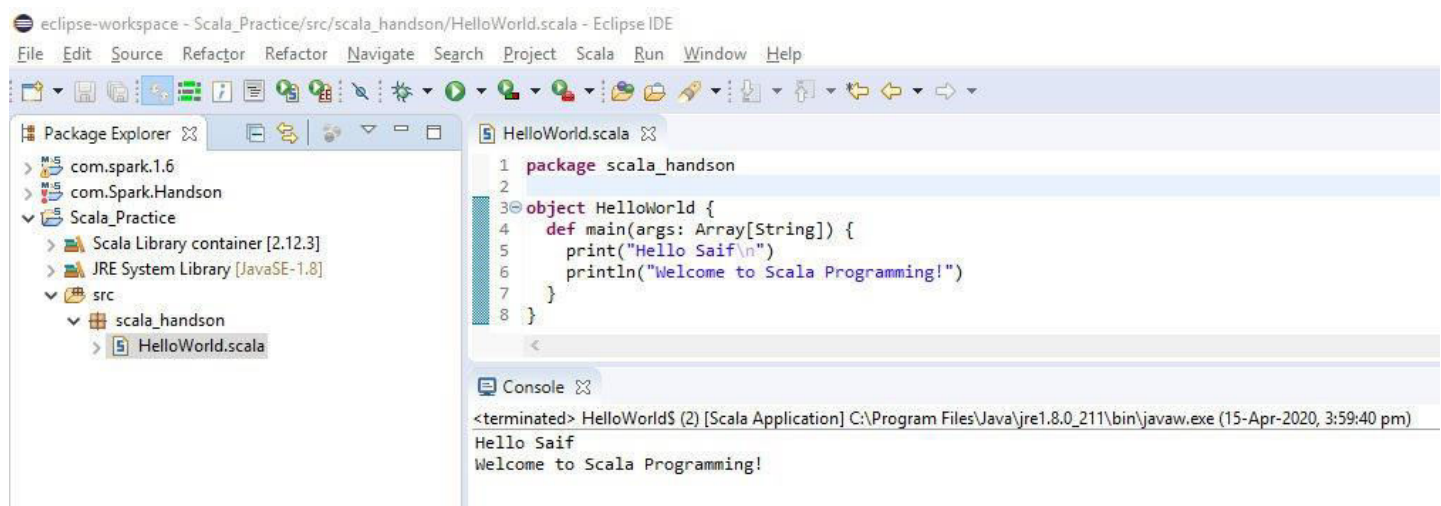 eclipse-workspace - Scala_Practice/src/scala_handson/HelloWorld.scala - Eclipse IDE
File Edit Source Refactor Refactor Navigate Search Project Scala Run Window Help
Package Explorer
com.spark.1.6
com.Spark.Handson
Scala_Practice
Scala Library container [2.12.3]
JRE System Library [JavaSE-1.8]
src
scala_handson
HelloWorld.scala
HelloWorld.scala
1 package scala_handson
2
3 object HelloWorld {
4 def main(args: Array[String]) {
5 print("Hello Saif\n")
6 println("Welcome to Scala Programming!")
7 }
8 }
Console
<terminated> HelloWorld$ (2) [Scala Application] C:\Program Files\Java\jre1.8.0_211\bin\javaw.exe (15-Apr-2020, 3:59:40 pm)
Hello Saif
Welcome to Scala Programming!